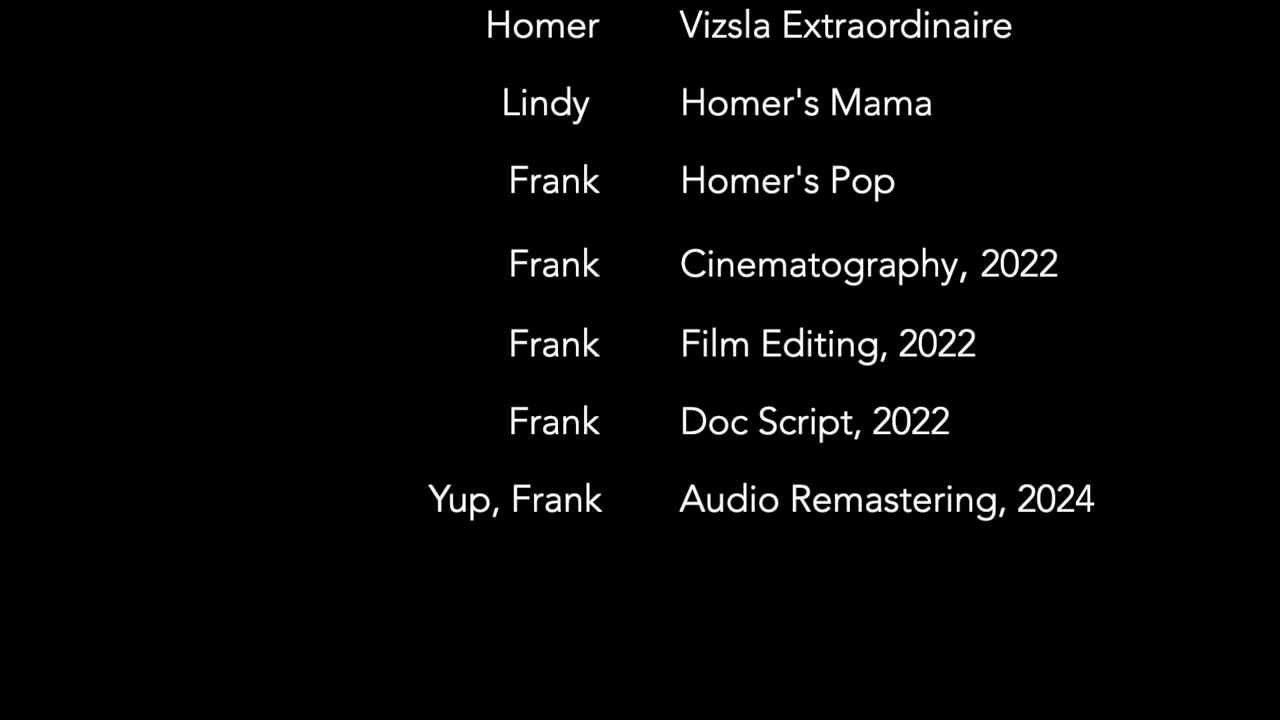 Homer Vizsla Extraordinaire
Lindy Homer's Mama
Frank Homer's Pop
Frank Cinematography, 2022
Frank Film Editing, 2022
Frank Doc Script, 2022
Yup, Frank Audio Remastering, 2024